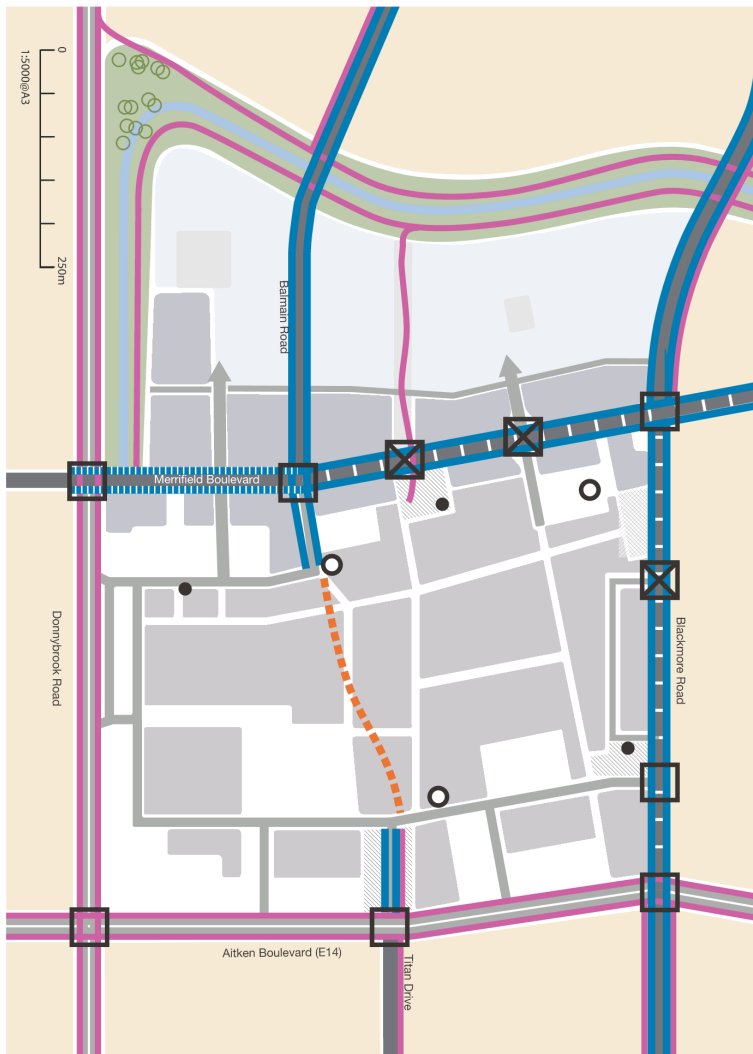 0
250m
1:5000@A3
Balmain Road
Merrifield Boulevard
Donnybrook Road
Blackmore Road
Aitken Boulevard (E14)
Titan Drive